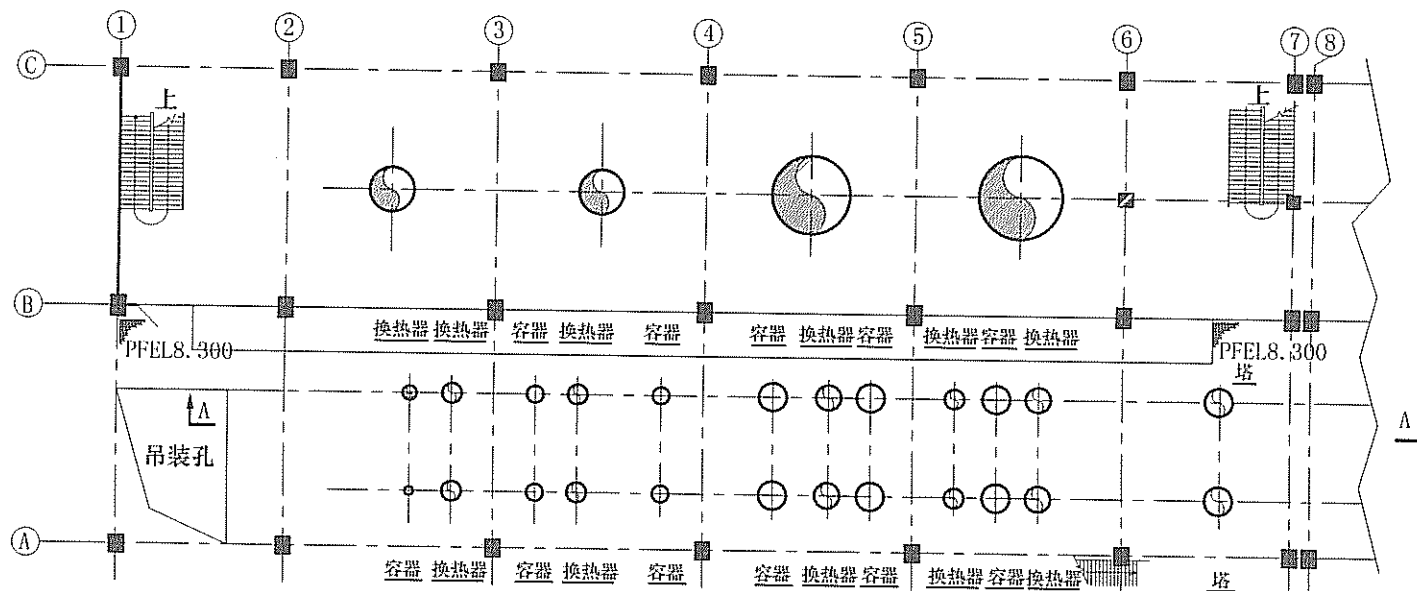 ① ② ③ ④ ⑤ ⑥ ⑦ ⑧
Ⓒ
上 上
Ⓑ
换热器 换热器 容器 换热器 容器 容器 换热器 容器 换热器 容器 换热器
PFEL8.300 PFEL8.300
塔
A A
吊装孔
Ⓐ
容器 换热器 容器 换热器 容器 容器 换热器 容器 换热器 容器 换热器 塔